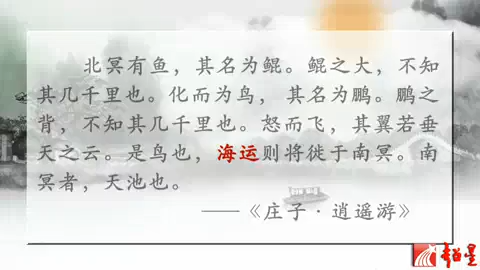 北冥有鱼，其名为鲲。鲲之大，不知
其几千里也。化而为鸟，其名为鹏。鹏之
背，不知其几千里也。怒而飞，其翼若垂
天之云。是鸟也，海运则将徙于南冥。南
冥者，天池也。
——《庄子·逍遥游》